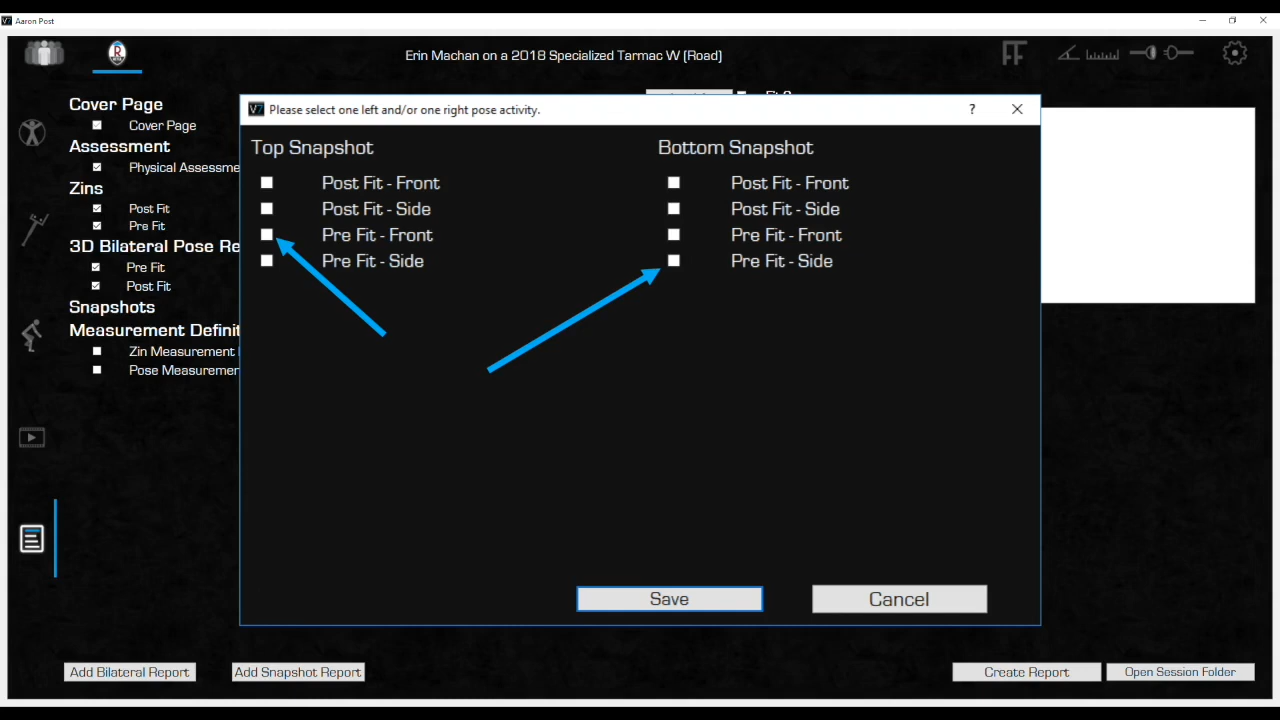 Aaron Post
Erin Machan on a 2018 Specialized Tarmac W (Road)
Cover Page
Cover Page
Assessment
Physical Assessme
Zins
Post Fit
Pre Fit
3D Bilateral Pose Re
Pre Fit
Post Fit
Snapshots
Measurement Definit
Zin Measurement
Pose Measuremer
Please select one left and/or one right pose activity.
?
Top Snapshot
Post Fit - Front
Post Fit - Side
Pre Fit - Front
Pre Fit - Side
Bottom Snapshot
Post Fit - Front
Post Fit - Side
Pre Fit - Front
Pre Fit - Side
Save
Cancel
Add Bilateral Report
Add Snapshot Report
Create Report
Open Session Folder